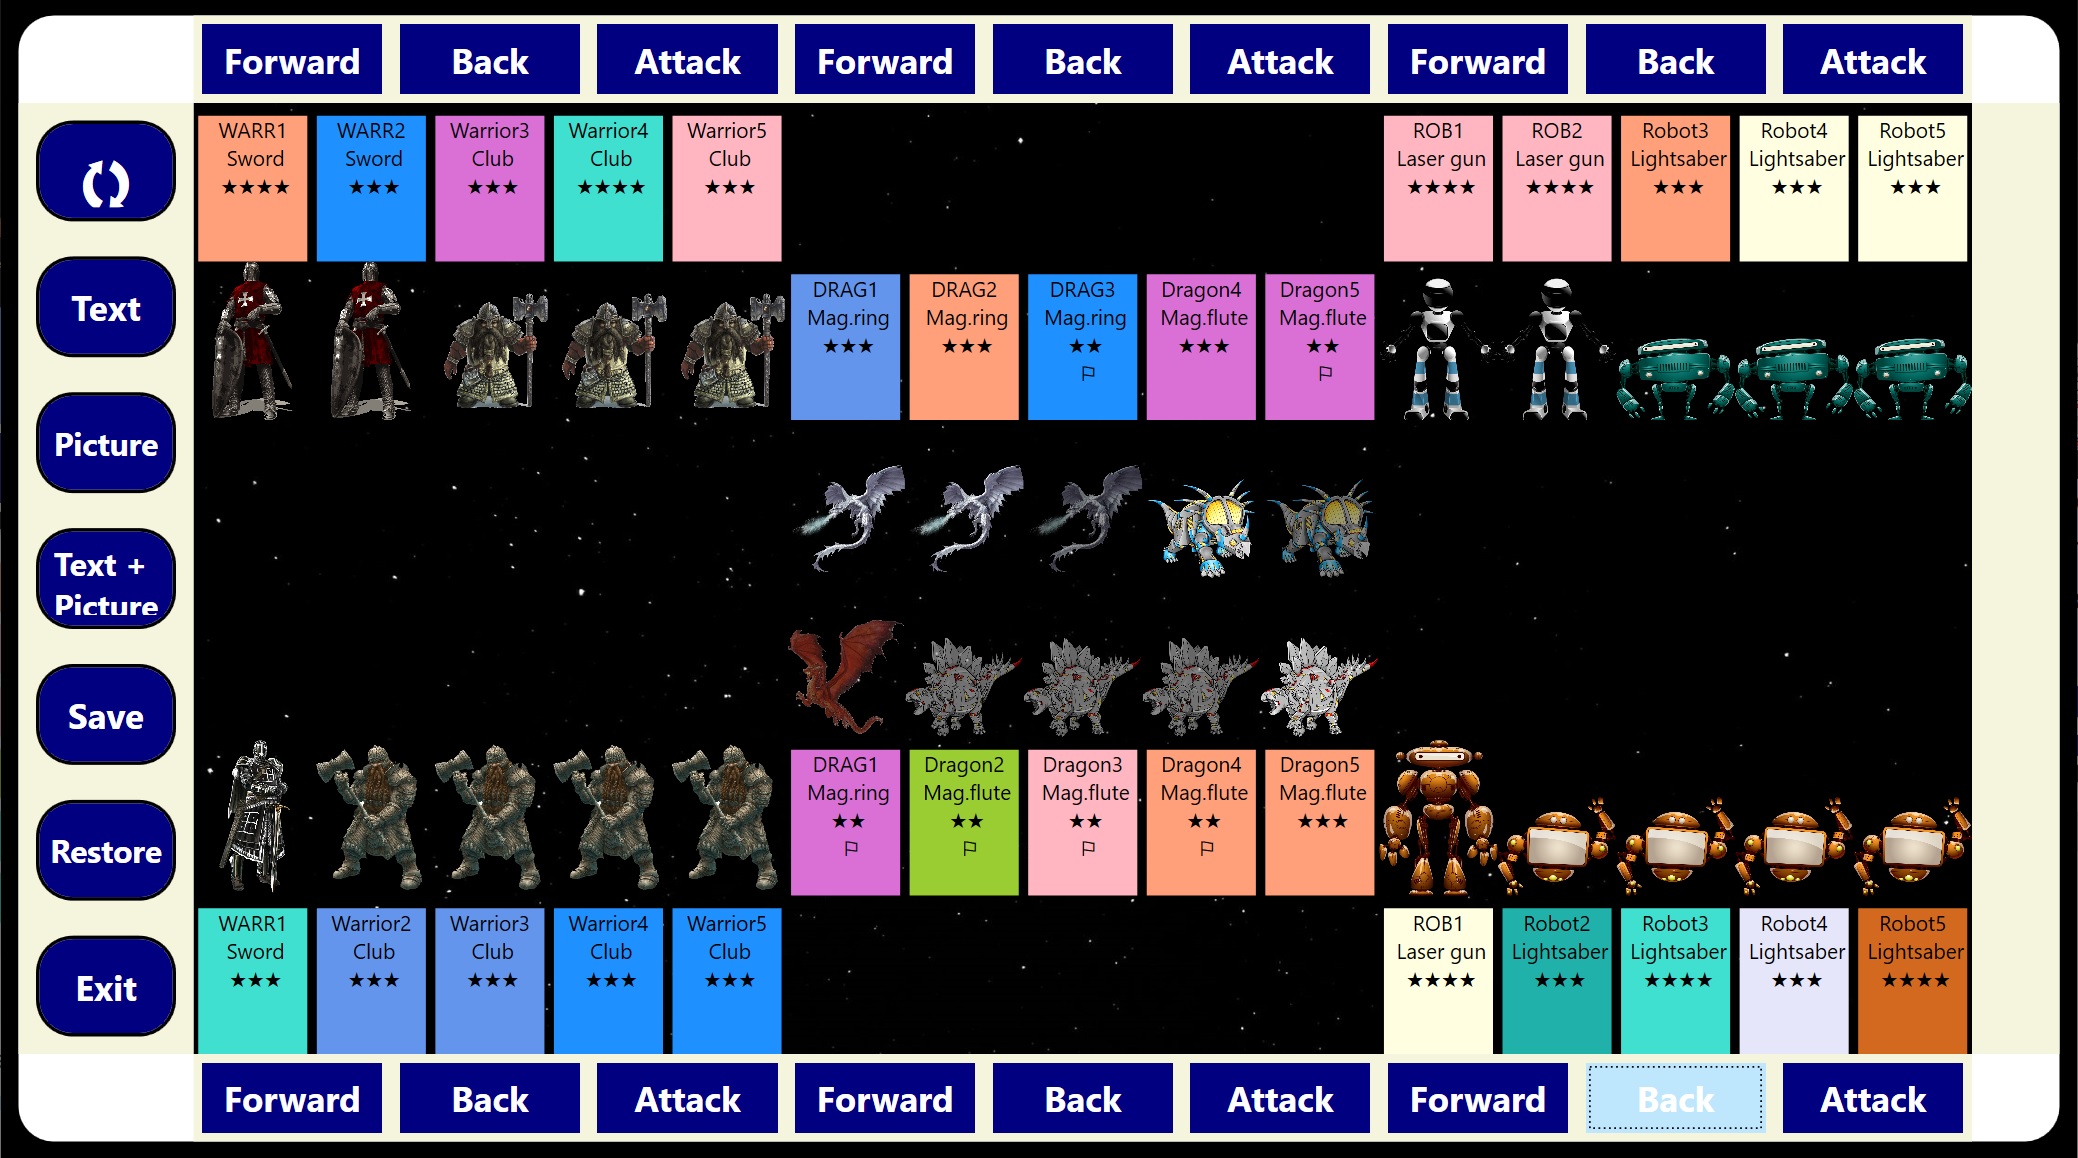 Forward Back Attack Forward Back Attack Forward Back Attack
WARR1 WARR2 Warrior3 Warrior4 Warrior5 ROB1 ROB2 Robot3 Robot4 Robot5
Sword Sword Club Club Club Laser gun Laser gun Lightsaber Lightsaber Lightsaber
★★★★ ★★★ ★★★ ★★★★ ★★★ ★★★★ ★★★★ ★★★ ★★★ ★★★
Text
DRAG1 DRAG2 DRAG3 Dragon4 Dragon5
Mag.ring Mag.ring Mag.ring Mag.flute Mag.flute
★★★ ★★★ ★★ ★★★ ★★
⚐ ⚐
Picture
Text +
Picture
Save
DRAG1 Dragon2 Dragon3 Dragon4 Dragon5
Mag.ring Mag.flute Mag.flute Mag.flute Mag.flute
★★ ★★ ★★ ★★ ★★★
⚐ ⚐ ⚐ ⚐
Restore
WARR1 Warrior2 Warrior3 Warrior4 Warrior5 ROB1 Robot2 Robot3 Robot4 Robot5
Sword Club Club Club Club Laser gun Lightsaber Lightsaber Lightsaber Lightsaber
★★★ ★★★ ★★★ ★★★ ★★★ ★★★★ ★★★ ★★★★ ★★★ ★★★★
Exit
Forward Back Attack Forward Back Attack Forward Back Attack